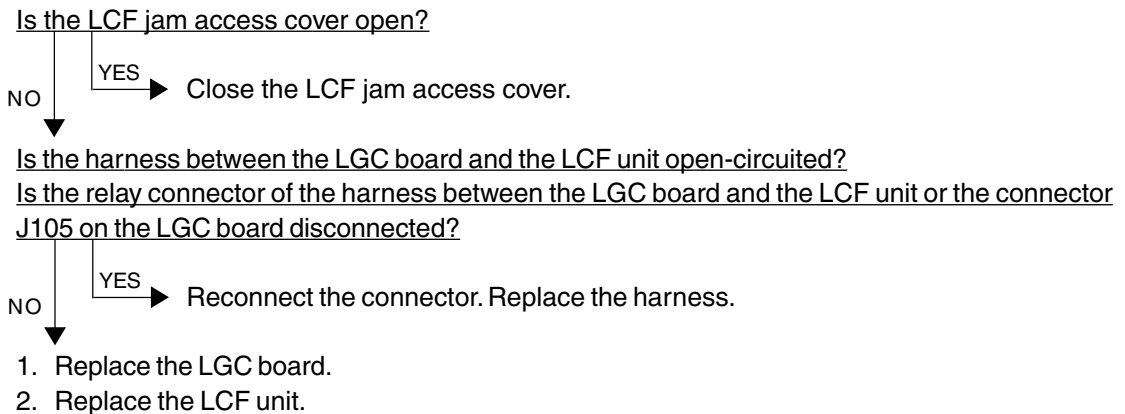 Is the LCF jam access cover open?
YES
Close the LCF jam access cover.
NO
Is the harness between the LGC board and the LCF unit open-circuited?
Is the relay connector of the harness between the LGC board and the LCF unit or the connector
J105 on the LGC board disconnected?
YES
Reconnect the connector. Replace the harness.
NO
1. Replace the LGC board.
2. Replace the LCF unit.